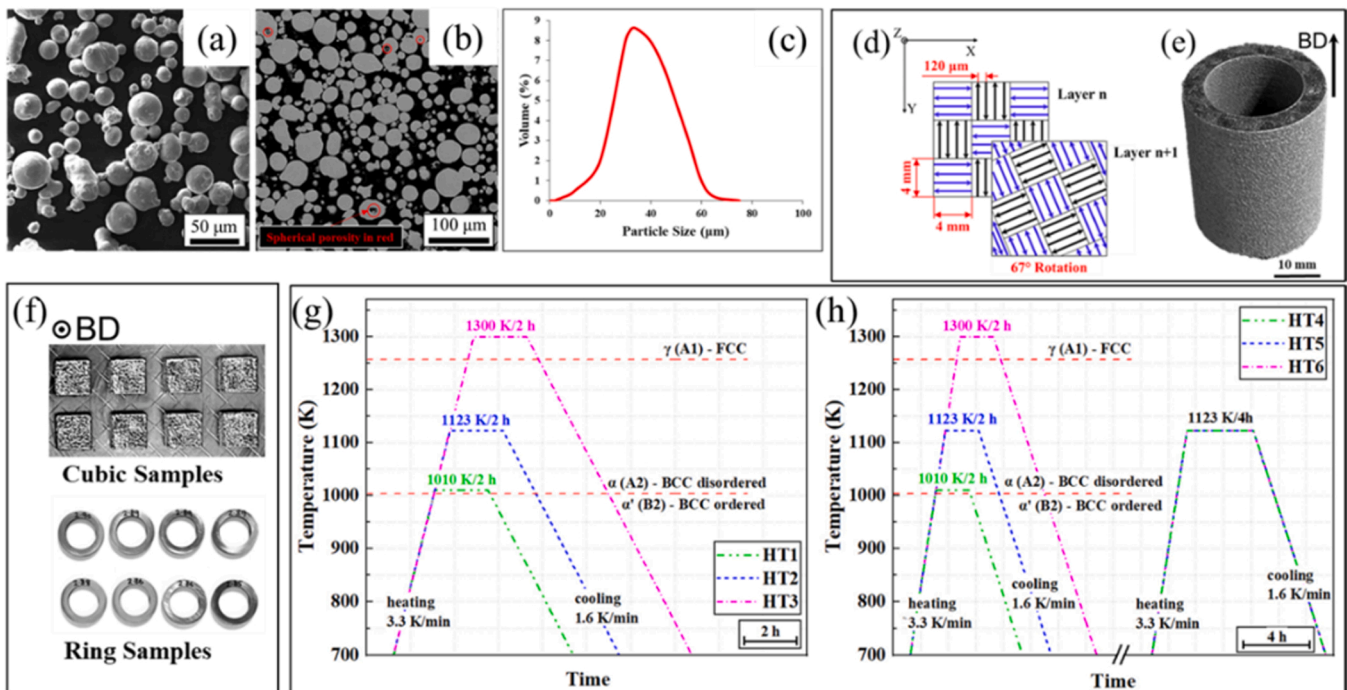 (a)
50 μm
(b)
Spherical porosity in red
100 μm
(c)
Volume (%)
9
8
7
6
5
4
3
2
1
0
0 20 40 60 80 100
Particle Size (μm)
(d)
Z
X
Y
120 μm
Layer n
Layer n+1
4 mm
4 mm
67° Rotation
(e)
BD
10 mm
(f)
BD
Cubic Samples
Ring Samples
(g)
Temperature (K)
1300
1200
1100
1000
900
800
700
1300 K/2 h
γ (A1) - FCC
1123 K/2 h
1010 K/2 h
α (A2) - BCC disordered
α' (B2) - BCC ordered
HT1
HT2
HT3
heating
3.3 K/min
cooling
1.6 K/min
2 h
Time
(h)
Temperature (K)
1300
1200
1100
1000
900
800
700
1300 K/2 h
γ (A1) - FCC
HT4
HT5
HT6
1123 K/2 h
1123 K/4h
1010 K/2 h
α (A2) - BCC disordered
α' (B2) - BCC ordered
heating
3.3 K/min
cooling
1.6 K/min
heating
3.3 K/min
cooling
1.6 K/min
4 h
Time